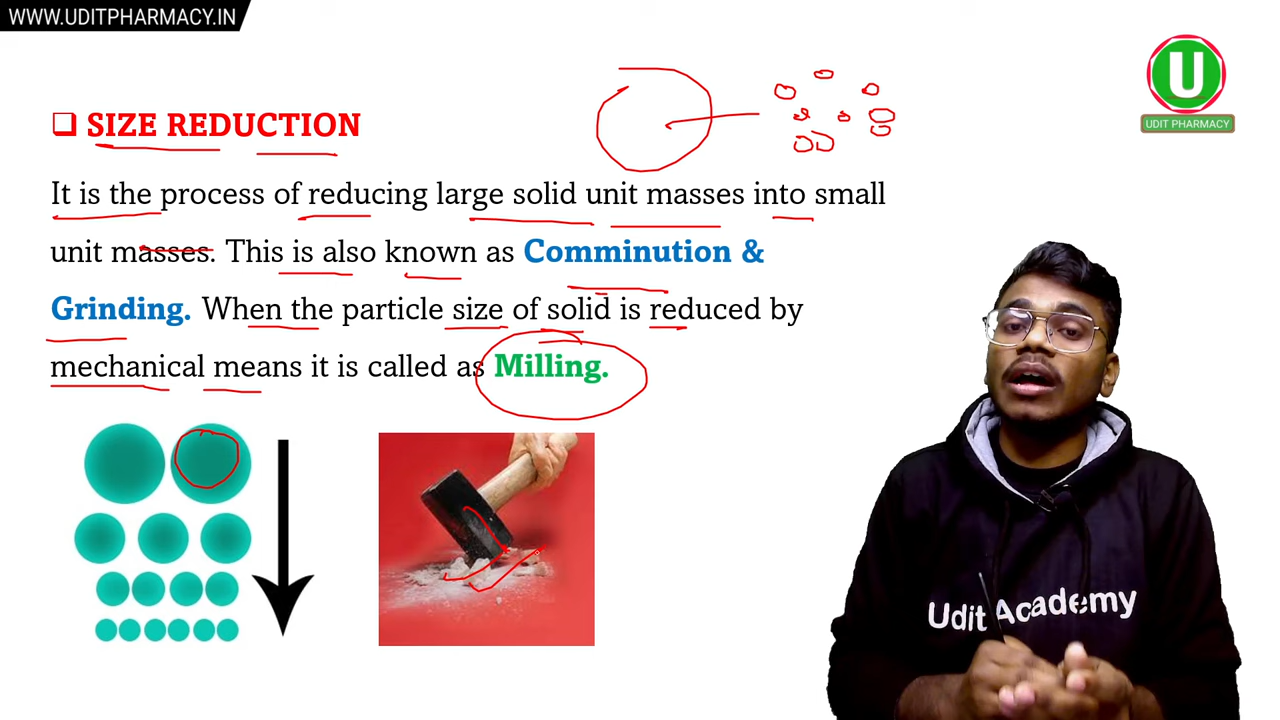 WWW.UDITPHARMACY.IN
U
UDIT PHARMACY
❑ SIZE REDUCTION
It is the process of reducing large solid unit masses into small
unit masses. This is also known as Comminution &
Grinding. When the particle size of solid is reduced by
mechanical means it is called as Milling.
Udit Academy